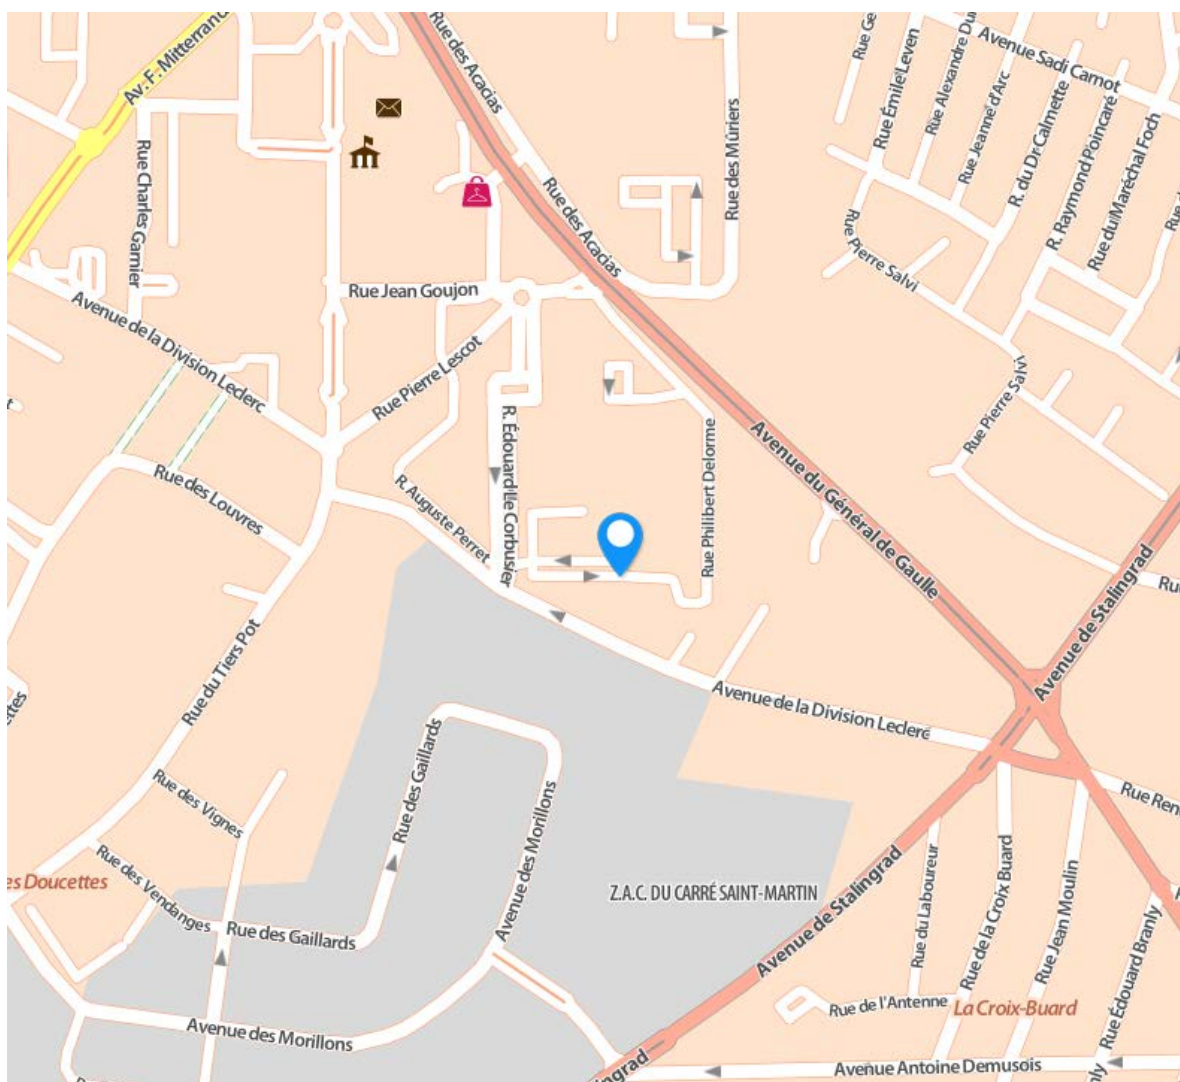 Av. F. Mitterrand
Rue des Acacias
Rue Émile Leven
Avenue Sadi Carnot
Rue Jeanne d'Arc
R. du Dr Calmette
R. Raymond Poincaré
Rue du Maréchal Foch
Rue Charles Garnier
Rue des Mûriers
Rue des Acacias
Rue Pierre Salvi
Rue Jean Goujon
Avenue de la Division Leclerc
Rue Pierre Lescot
Rue Pierre Salvi
R. Édouard Le Corbusier
Avenue du Général de Gaulle
Rue Philibert Delorme
Rue des Louvres
R. Auguste Perret
Avenue de Stalingrad
Rue du Tiers Pot
Avenue de la Division Leclerc
Rue des Gaillards
Rue des Vignes
Avenue des Morillons
Rue des Vendanges
es Doucettes
Z.A.C. DU CARRÉ SAINT-MARTIN
Avenue de Stalingrad
Rue du Laboureur
Rue de la Croix Buard
Rue Jean Moulin
Rue Édouard Branly
Rue des Gaillards
Rue de l'Antenne
La Croix-Buard
Avenue des Morillons
Avenue Antoine Demusois